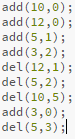 add(10,0);
add(12,0);
add(5,1);
add(3,2);
del(12,1);
del(5,2);
del(10,5);
add(3,0);
del(5,3);